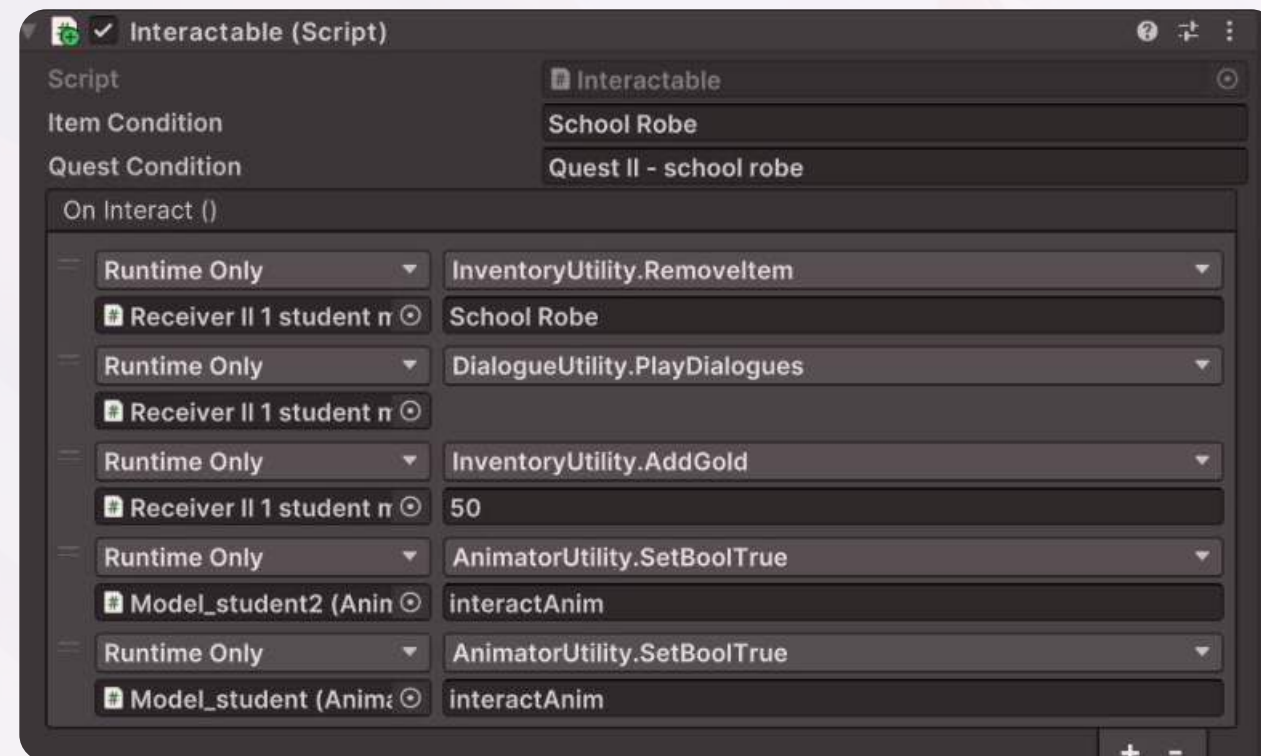 Interactable (Script)
Script Interactable
Item Condition School Robe
Quest Condition Quest II - school robe
On Interact ()
Runtime Only InventoryUtility.RemoveItem
Receiver II 1 student m School Robe
Runtime Only DialogueUtility.PlayDialogues
Receiver II 1 student m
Runtime Only InventoryUtility.AddGold
Receiver II 1 student m 50
Runtime Only AnimatorUtility.SetBoolTrue
Model_student2 (Anim interactAnim
Runtime Only AnimatorUtility.SetBoolTrue
Model_student (Anima interactAnim